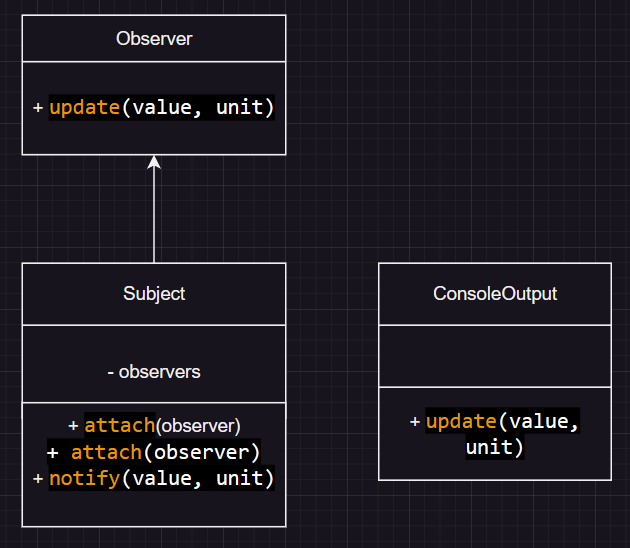 Observer
+ update(value, unit)
Subject
- observers
+ attach(observer)
+ attach(observer)
+ notify(value, unit)
ConsoleOutput
+ update(value,
unit)